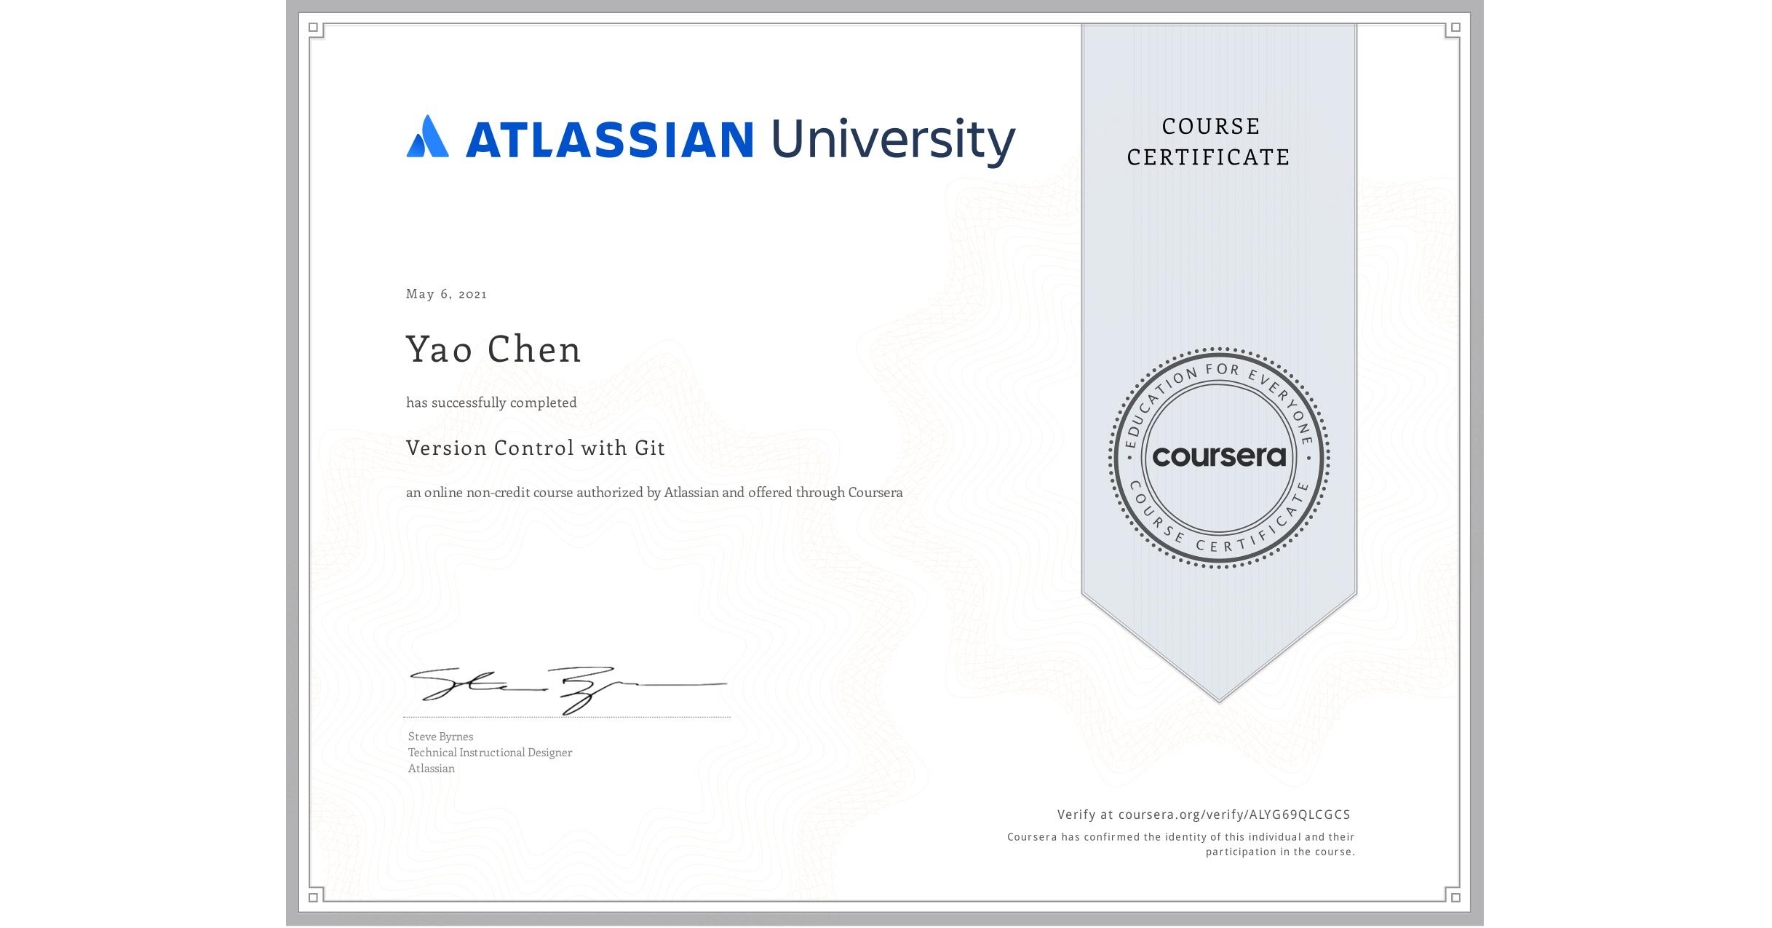 ATLASSIAN University
COURSE
CERTIFICATE
May 6, 2021
Yao Chen
has successfully completed
Version Control with Git
an online non-credit course authorized by Atlassian and offered through Coursera
EDUCATION FOR EVERYONE
coursera
COURSE CERTIFICATE
Steve Byrnes
Technical Instructional Designer
Atlassian
Verify at coursera.org/verify/ALYG69QLCGCS
Coursera has confirmed the identity of this individual and their
participation in the course.